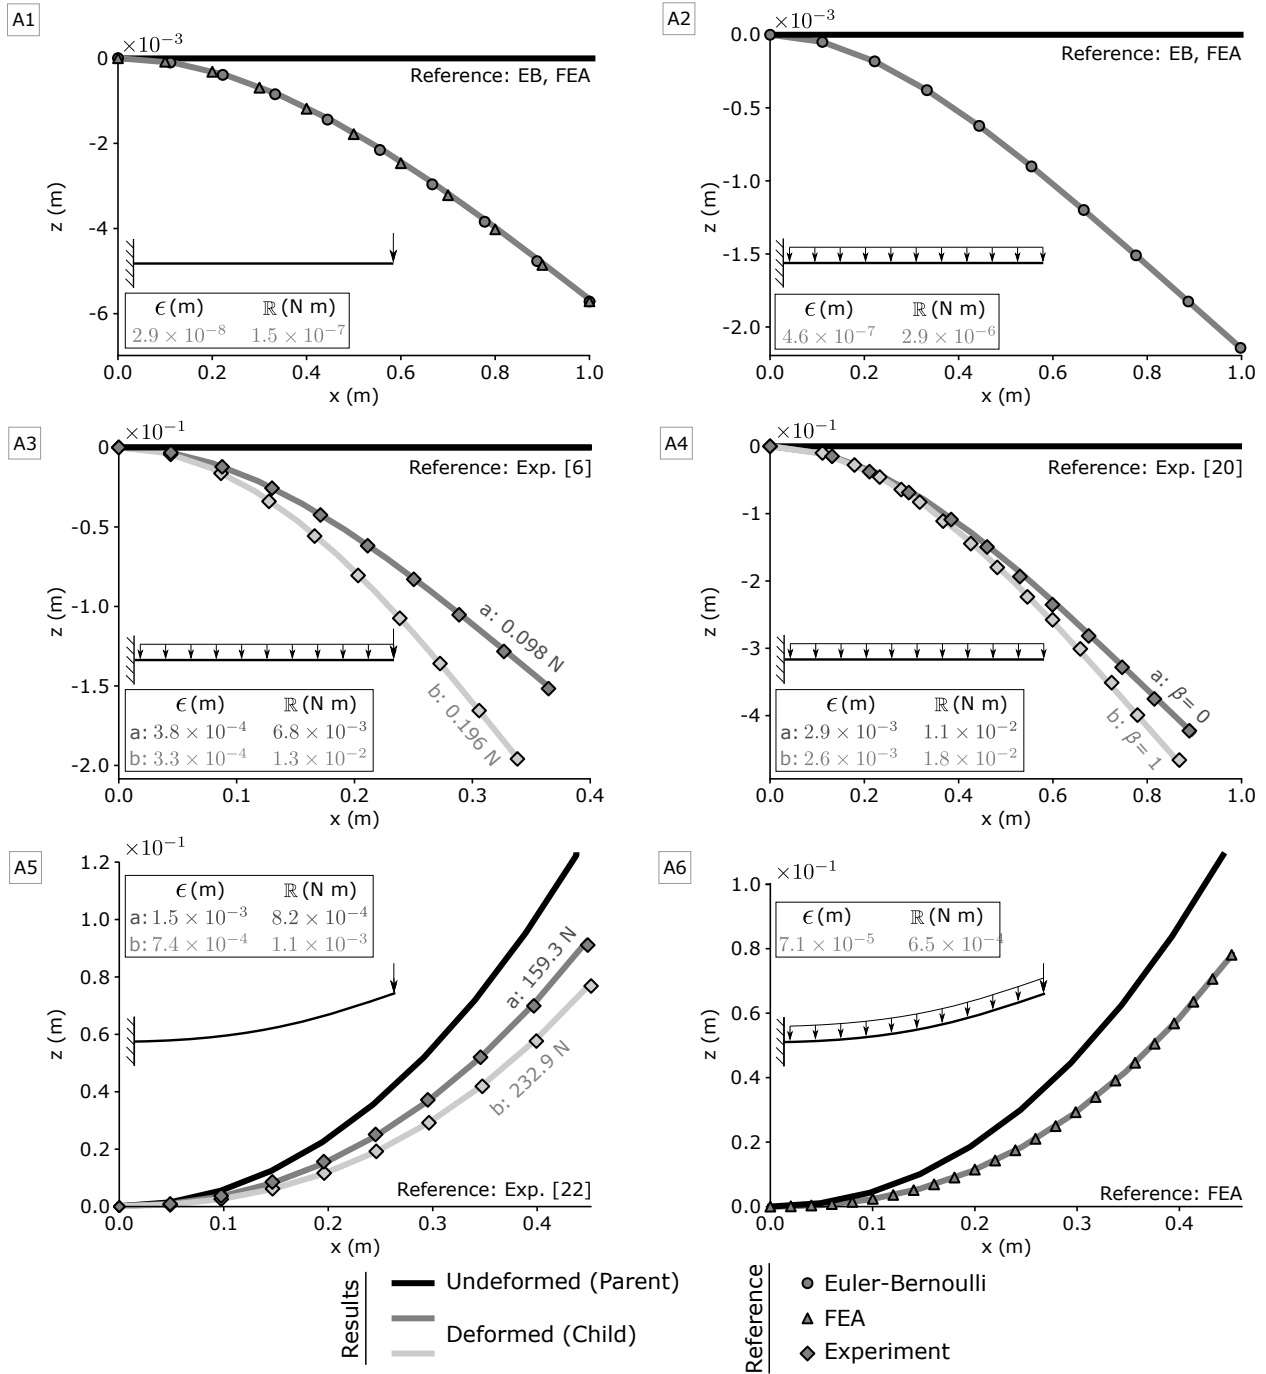 A1
×10⁻³
0
-2
-4
-6
z (m)
Reference: EB, FEA
ϵ (m) ℝ (N m)
2.9 × 10⁻⁸ 1.5 × 10⁻⁷
0.0 0.2 0.4 0.6 0.8 1.0
x (m)
A2
×10⁻³
0.0
-0.5
-1.0
-1.5
-2.0
z (m)
Reference: EB, FEA
ϵ (m) ℝ (N m)
4.6 × 10⁻⁷ 2.9 × 10⁻⁶
0.0 0.2 0.4 0.6 0.8 1.0
x (m)
A3
×10⁻¹
0
-0.5
-1.0
-1.5
-2.0
z (m)
Reference: Exp. [6]
a: 0.098 N
b: 0.196 N
ϵ (m) ℝ (N m)
a: 3.8 × 10⁻⁴ 6.8 × 10⁻³
b: 3.3 × 10⁻⁴ 1.3 × 10⁻²
0.0 0.1 0.2 0.3 0.4
x (m)
A4
×10⁻¹
0
-1
-2
-3
-4
z (m)
Reference: Exp. [20]
a: β= 0
b: β= 1
ϵ (m) ℝ (N m)
a: 2.9 × 10⁻³ 1.1 × 10⁻²
b: 2.6 × 10⁻³ 1.8 × 10⁻²
0.0 0.2 0.4 0.6 0.8 1.0
x (m)
A5
×10⁻¹
1.2
1.0
0.8
0.6
0.4
0.2
0.0
z (m)
ϵ (m) ℝ (N m)
a: 1.5 × 10⁻³ 8.2 × 10⁻⁴
b: 7.4 × 10⁻⁴ 1.1 × 10⁻³
a: 159.3 N
b: 232.9 N
Reference: Exp. [22]
0.0 0.1 0.2 0.3 0.4
x (m)
A6
×10⁻¹
1.0
0.8
0.6
0.4
0.2
0.0
z (m)
ϵ (m) ℝ (N m)
7.1 × 10⁻⁵ 6.5 × 10⁻⁴
Reference: FEA
0.0 0.1 0.2 0.3 0.4
x (m)
Results
Undeformed (Parent)
Deformed (Child)
Reference
Euler-Bernoulli
FEA
Experiment